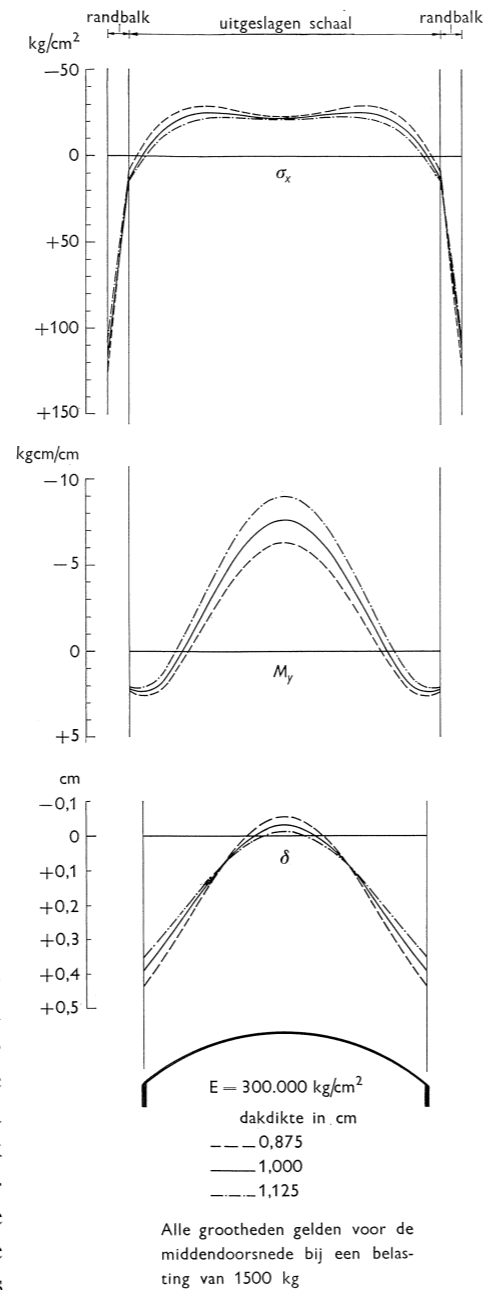 randbalk uitgeslagen schaal randbalk
kg/cm²
−50
0
σx
+50
+100
+150
kgcm/cm
−10
−5
0
My
+5
cm
−0,1
0
δ
+0,1
+0,2
+0,3
+0,4
+0,5
E = 300.000 kg/cm²
dakdikte in cm
0,875
1,000
1,125
Alle grootheden gelden voor de
middendoorsnede bij een belas-
ting van 1500 kg